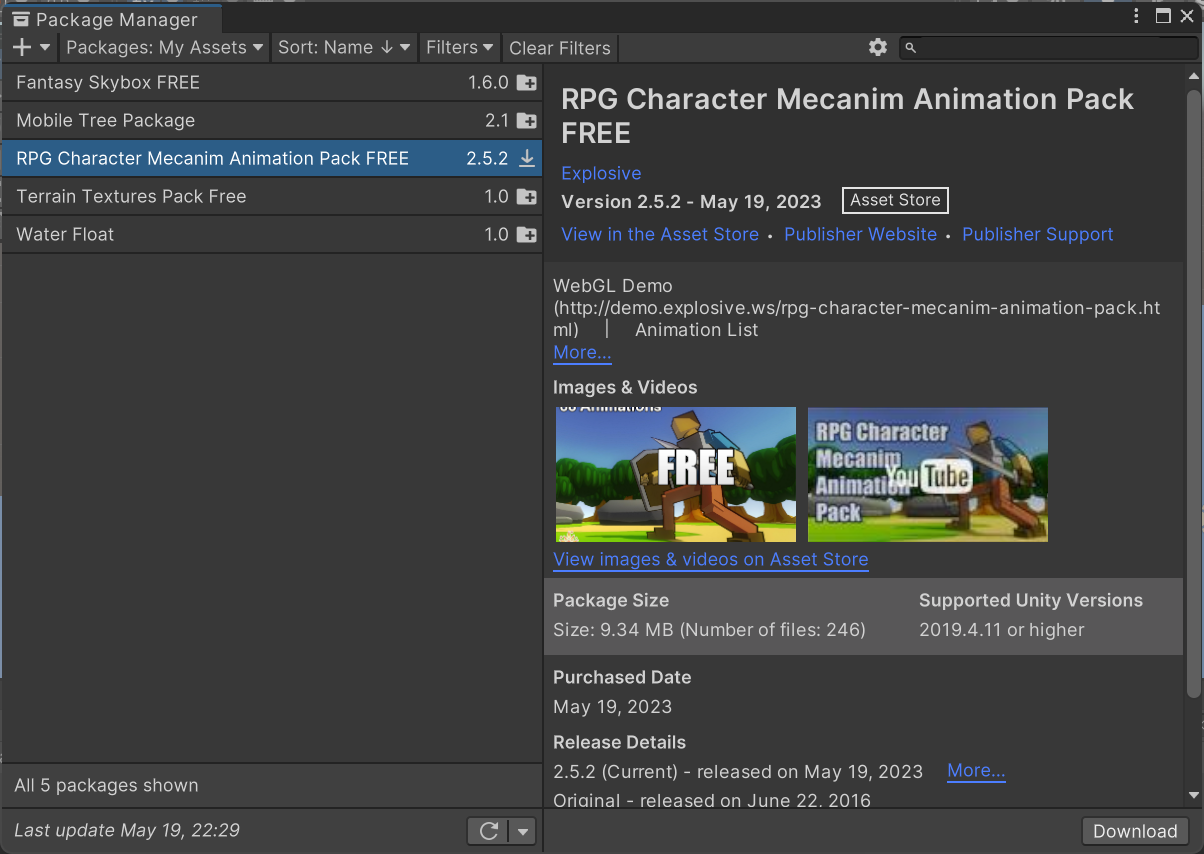 Package Manager
Packages: My Assets
Sort: Name ↓
Filters
Clear Filters
Fantasy Skybox FREE 1.6.0
Mobile Tree Package 2.1
RPG Character Mecanim Animation Pack FREE 2.5.2
Terrain Textures Pack Free 1.0
Water Float 1.0
All 5 packages shown
Last update May 19, 22:29
RPG Character Mecanim Animation Pack
FREE
Explosive
Version 2.5.2 - May 19, 2023 Asset Store
View in the Asset Store • Publisher Website • Publisher Support
WebGL Demo
(http://demo.explosive.ws/rpg-character-mecanim-animation-pack.ht
ml) | Animation List
More...
Images & Videos
Animations
FREE
RPG Character
Mecanim
Animation
Pack
YouTube
View images & videos on Asset Store
Package Size
Size: 9.34 MB (Number of files: 246)
Supported Unity Versions
2019.4.11 or higher
Purchased Date
May 19, 2023
Release Details
2.5.2 (Current) - released on May 19, 2023 More...
Original - released on June 22, 2016
Download